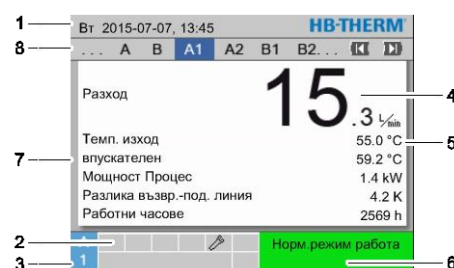 1 Вт 2015-07-07, 13:45 HB-THERM
8 ... A B A1 A2 B1 B2...
Разход 15.3 L/min 4
Темп. изход 55.0 °C 5
7 впускателен 59.2 °C
Мощност Процес 1.4 kW
Разлика възвр.-под. линия 4.2 K
Работни часове 2569 h
2 Норм.режим работа
3 1 6